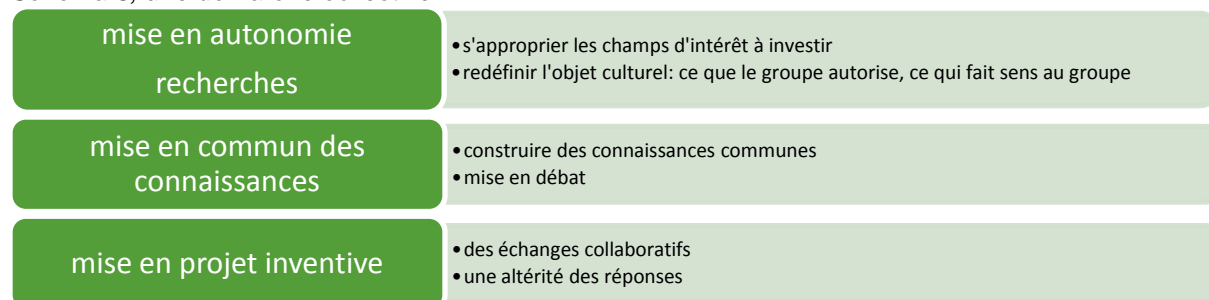 mise en autonomie
recherches
•s'approprier les champs d'intérêt à investir
•redéfinir l'objet culturel: ce que le groupe autorise, ce qui fait sens au groupe
mise en commun des
connaissances
•construire des connaissances communes
•mise en débat
mise en projet inventive
•des échanges collaboratifs
•une altérité des réponses